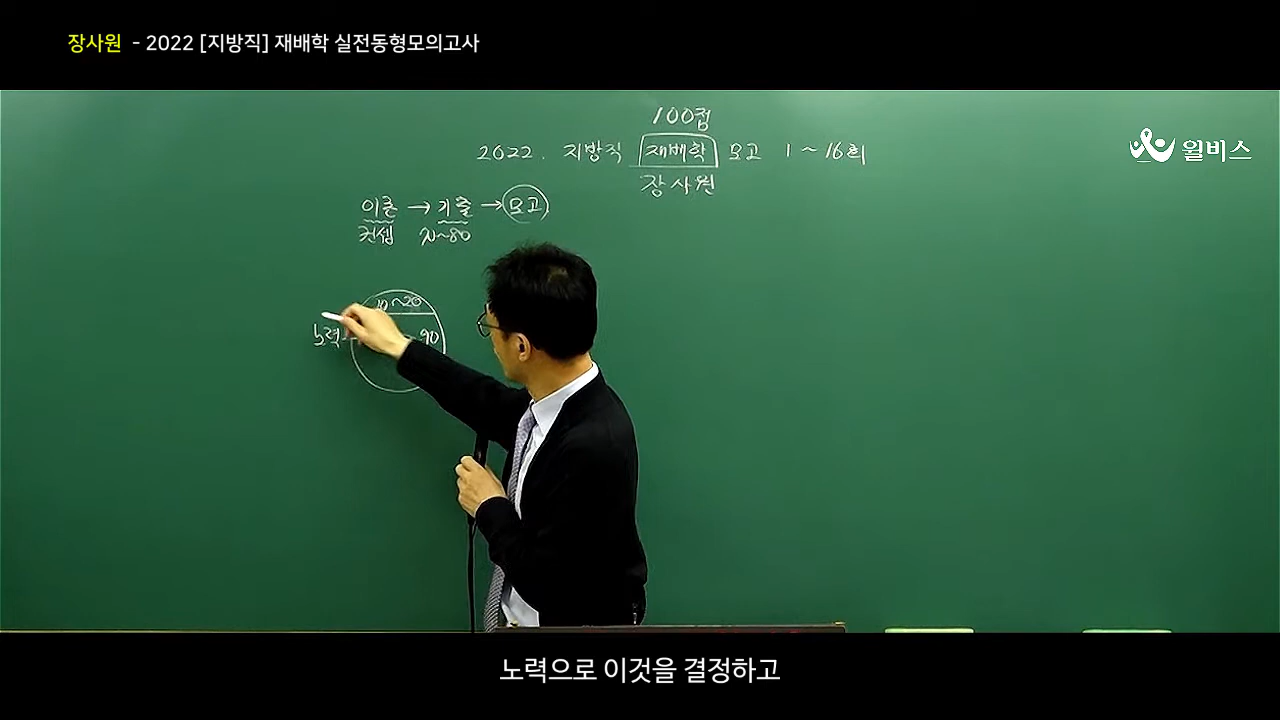 장사원 - 2022 [지방직] 재배학 실전동형모의고사
100점
2022. 지방직 재배학 모고 1~16회
장사원
윌비스
이론 → 기출 → 모고
컨셉 70~80
10~20
노력 90
노력으로 이것을 결정하고